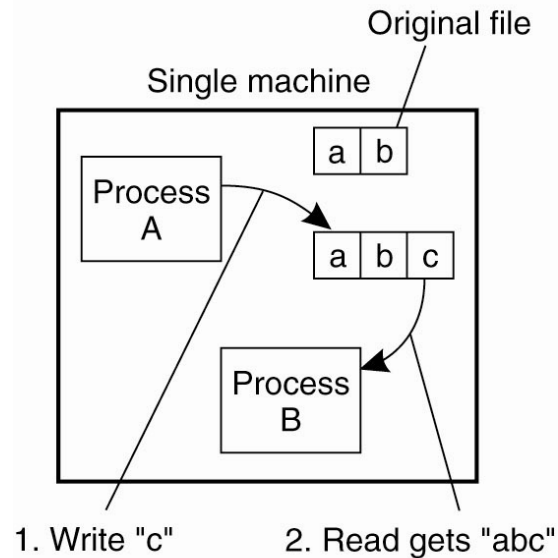 Original file
Single machine
a b
Process
A
a b c
Process
B
1. Write "c"
2. Read gets "abc"